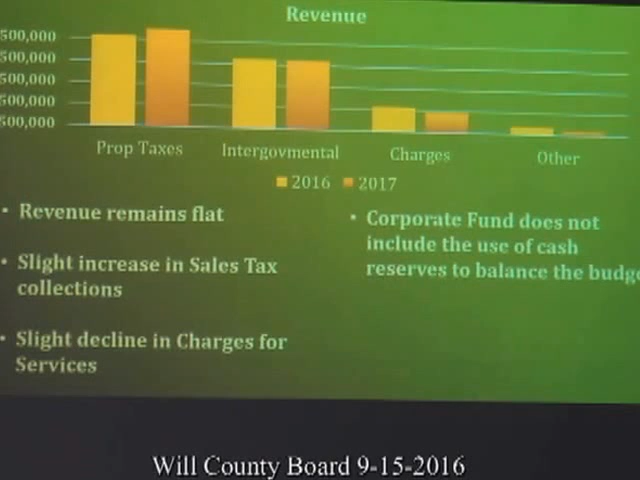 Revenue
500,000
500,000
500,000
500,000
500,000
Prop Taxes Intergovmental Charges Other
2016 2017
• Revenue remains flat
• Slight increase in Sales Tax
collections
• Slight decline in Charges for
Services
• Corporate Fund does not
include the use of cash
reserves to balance the budge
Will County Board 9-15-2016